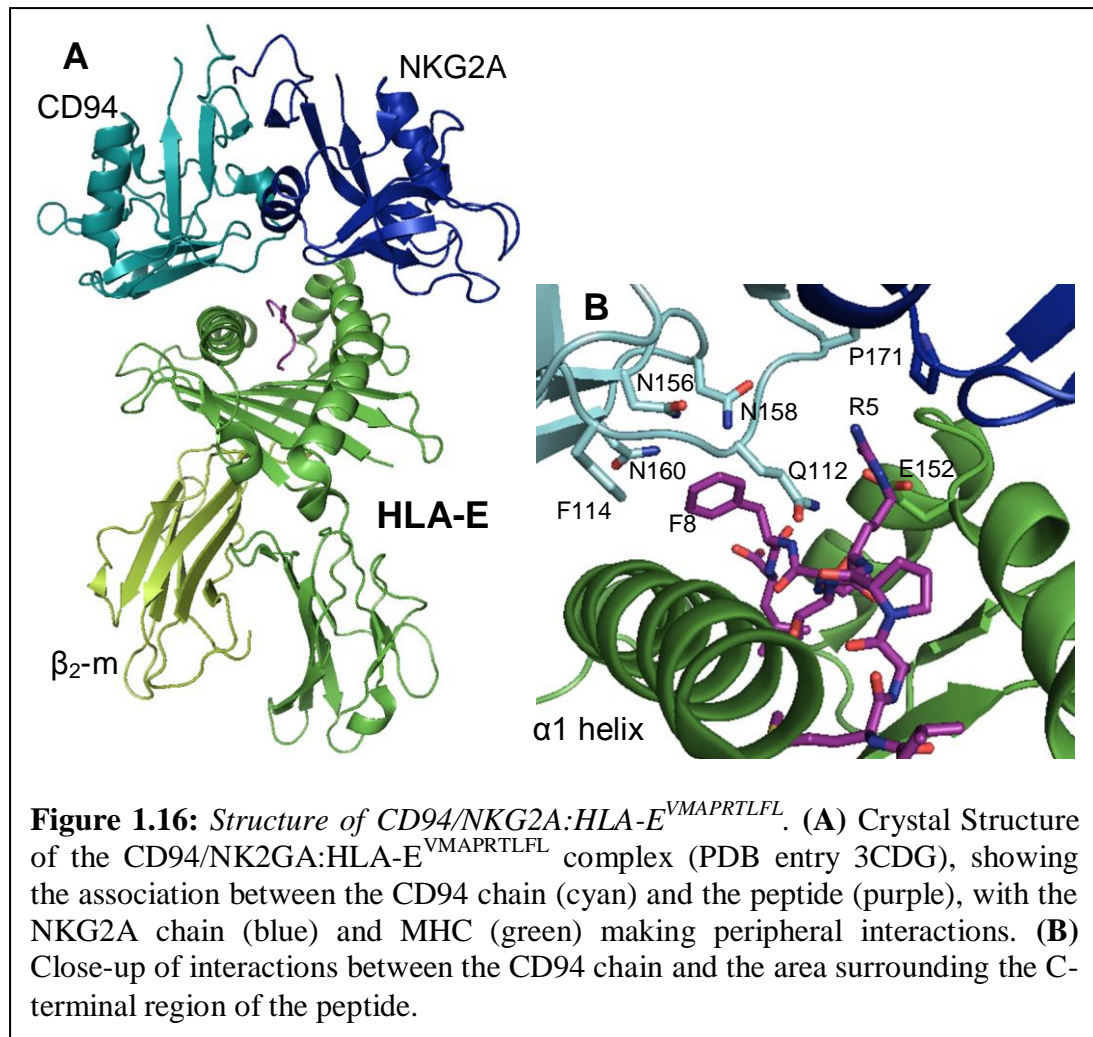 A
CD94
NKG2A
HLA-E
β2-m
B
P171
N156
N158
R5
N160
Q112
E152
F114
F8
α1 helix
Figure 1.16: Structure of CD94/NKG2A:HLA-E^VMAPRTLFL. (A) Crystal Structure
of the CD94/NK2GA:HLA-E^VMAPRTLFL complex (PDB entry 3CDG), showing
the association between the CD94 chain (cyan) and the peptide (purple), with the
NKG2A chain (blue) and MHC (green) making peripheral interactions. (B)
Close-up of interactions between the CD94 chain and the area surrounding the C-
terminal region of the peptide.